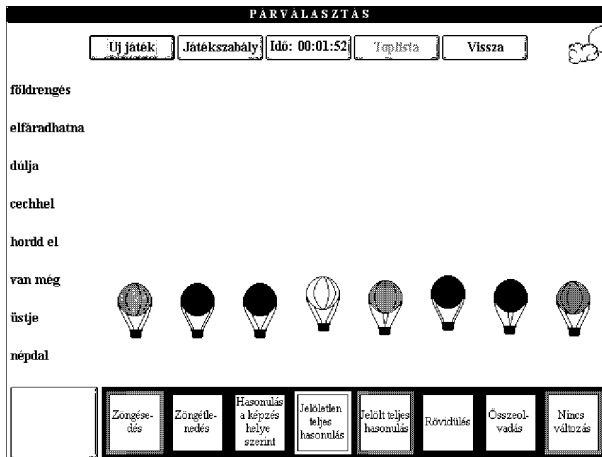 PÁRVÁLASZTÁS
Uj játék
Játékszabály
Idő: 00:01:52
Toplista
Vissza
földrengés
elfáradhatna
dúlja
cechhel
hordd el
van még
üstje
népdal
Zöngése-
dés
Zöngétle-
nedés
Hasonulás
a képzés
helye
szerint
Jelöletlen
teljes
hasonulás
Jelölt teljes
hasonulás
Rövidülés
Összeol-
vadás
Nincs
változás